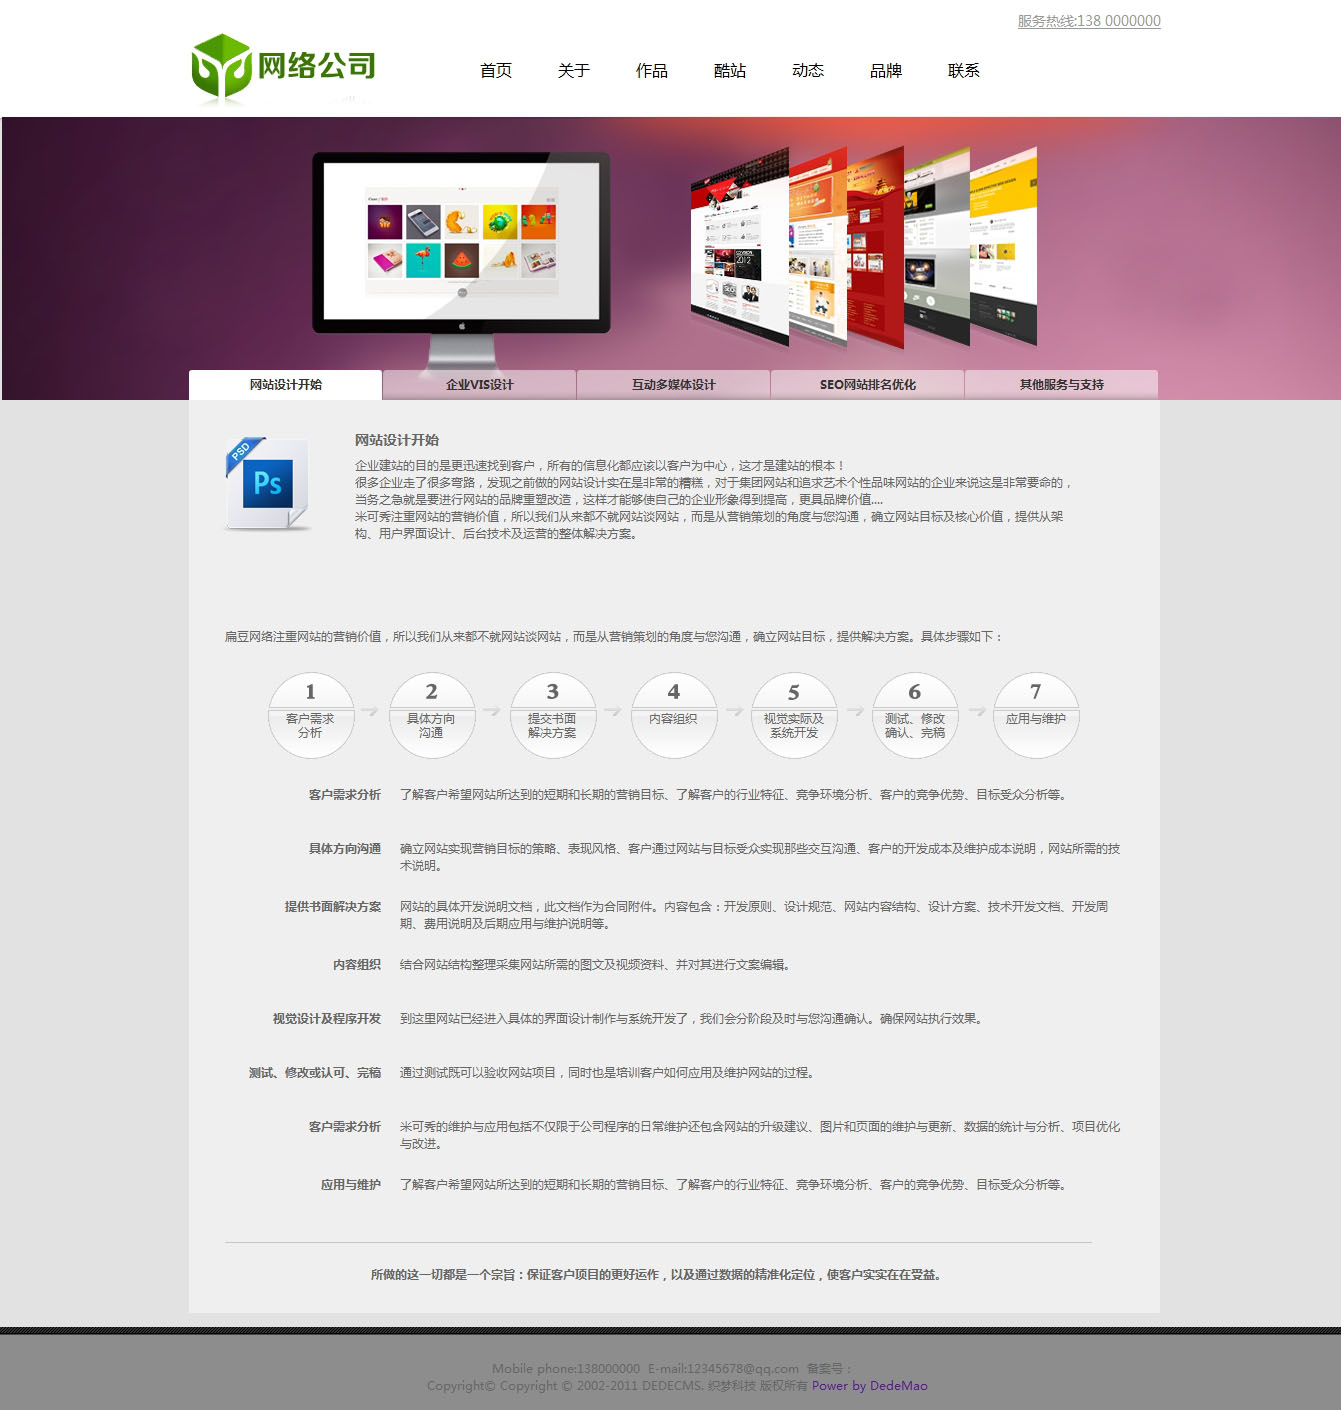 服务热线:138 0000000
网络公司
首页 关于 作品 酷站 动态 品牌 联系
网站设计开始 企业VIS设计 互动多媒体设计 SEO网站排名优化 其他服务与支持
PSD
Ps
网站设计开始
企业建站的目的是更迅速找到客户，所有的信息化都应该以客户为中心，这才是建站的根本！
很多企业走了很多弯路，发现之前做的网站设计实在是非常的糟糕，对于集团网站和追求艺术个性品味网站的企业来说这是非常要命的，
当务之急就是要进行网站的品牌重塑改造，这样才能够使自己的企业形象得到提高，更具品牌价值....
米可秀注重网站的营销价值，所以我们从来都不就网站谈网站，而是从营销策划的角度与您沟通，确立网站目标及核心价值，提供从架
构、用户界面设计、后台技术及运营的整体解决方案。
扁豆网络注重网站的营销价值，所以我们从来都不就网站谈网站，而是从营销策划的角度与您沟通，确立网站目标，提供解决方案。具体步骤如下：
1 2 3 4 5 6 7
客户需求 具体方向 提交书面 内容组织 视觉实际及 测试、修改 应用与维护
分析 沟通 解决方案 系统开发 确认、完稿
客户需求分析 了解客户希望网站所达到的短期和长期的营销目标、了解客户的行业特征、竞争环境分析、客户的竞争优势、目标受众分析等。
具体方向沟通 确立网站实现营销目标的策略、表现风格、客户通过网站与目标受众实现那些交互沟通、客户的开发成本及维护成本说明，网站所需的技
术说明。
提供书面解决方案 网站的具体开发说明文档，此文档作为合同附件。内容包含：开发原则、设计规范、网站内容结构、设计方案、技术开发文档、开发周
期、费用说明及后期应用与维护说明等。
内容组织 结合网站结构整理采集网站所需的图文及视频资料、并对其进行文案编辑。
视觉设计及程序开发 到这里网站已经进入具体的界面设计制作与系统开发了，我们会分阶段及时与您沟通确认。确保网站执行效果。
测试、修改或认可、完稿 通过测试既可以验收网站项目，同时也是培训客户如何应用及维护网站的过程。
客户需求分析 米可秀的维护与应用包括不仅限于公司程序的日常维护还包含网站的升级建议、图片和页面的维护与更新、数据的统计与分析、项目优化
与改进。
应用与维护 了解客户希望网站所达到的短期和长期的营销目标、了解客户的行业特征、竞争环境分析、客户的竞争优势、目标受众分析等。
所做的这一切都是一个宗旨：保证客户项目的更好运作，以及通过数据的精准化定位，使客户实实在在受益。
Mobile phone:138000000 E-mail:12345678@qq.com 备案号：
Copyright© Copyright © 2002-2011 DEDECMS. 织梦科技 版权所有 Power by DedeMao